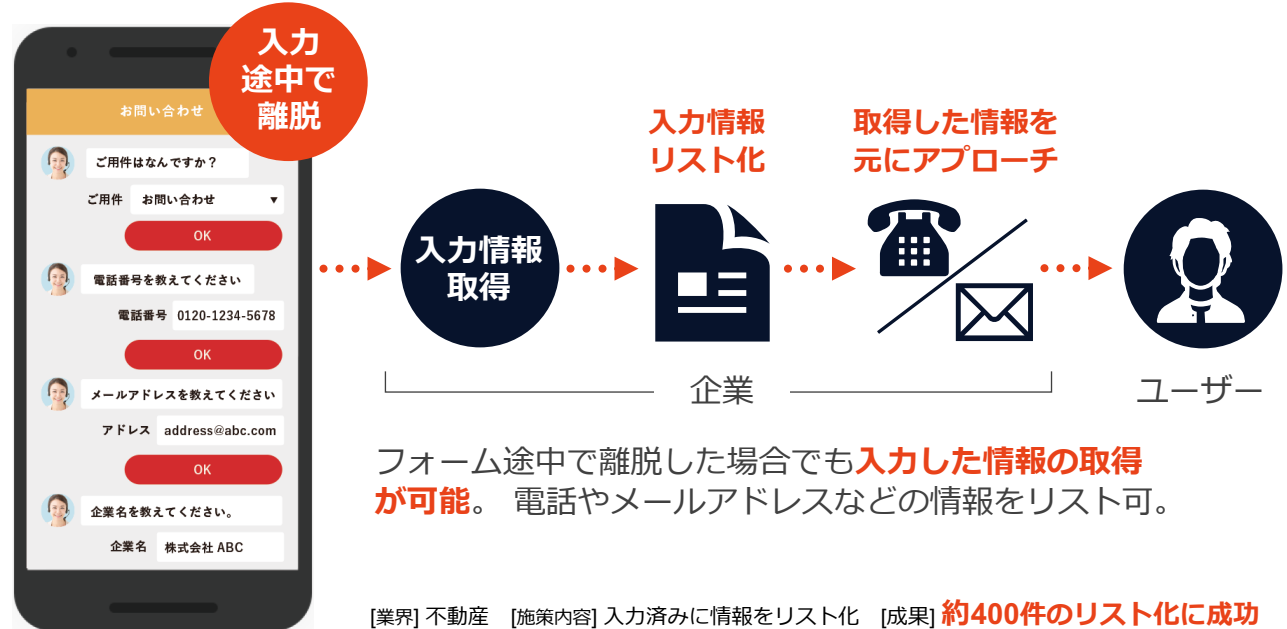 入力
途中で
離脱
お問い合わせ
ご用件はなんですか？
ご用件 お問い合わせ ▼
OK
電話番号を教えてください
電話番号 0120-1234-5678
OK
メールアドレスを教えてください
アドレス address@abc.com
OK
企業名を教えてください。
企業名 株式会社 ABC
入力情報
取得
入力情報
リスト化
取得した情報を
元にアプローチ
企業
ユーザー
フォーム途中で離脱した場合でも入力した情報の取得
が可能。 電話やメールアドレスなどの情報をリスト可。
[業界] 不動産 [施策内容] 入力済みに情報をリスト化 [成果] 約400件のリスト化に成功